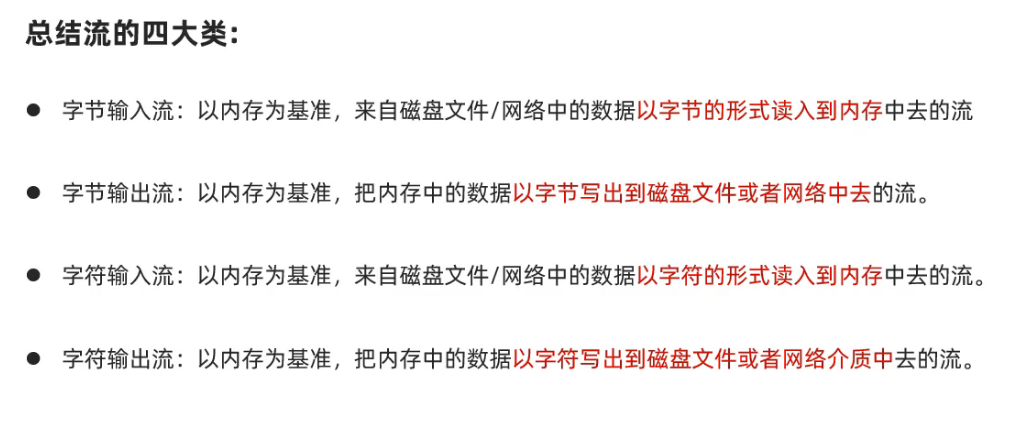 总结流的四大类:
● 字节输入流：以内存为基准，来自磁盘文件/网络中的数据以字节的形式读入到内存中去的流
● 字节输出流：以内存为基准，把内存中的数据以字节写出到磁盘文件或者网络中去的流。
● 字符输入流：以内存为基准，来自磁盘文件/网络中的数据以字符的形式读入到内存中去的流。
● 字符输出流：以内存为基准，把内存中的数据以字符写出到磁盘文件或者网络介质中去的流。